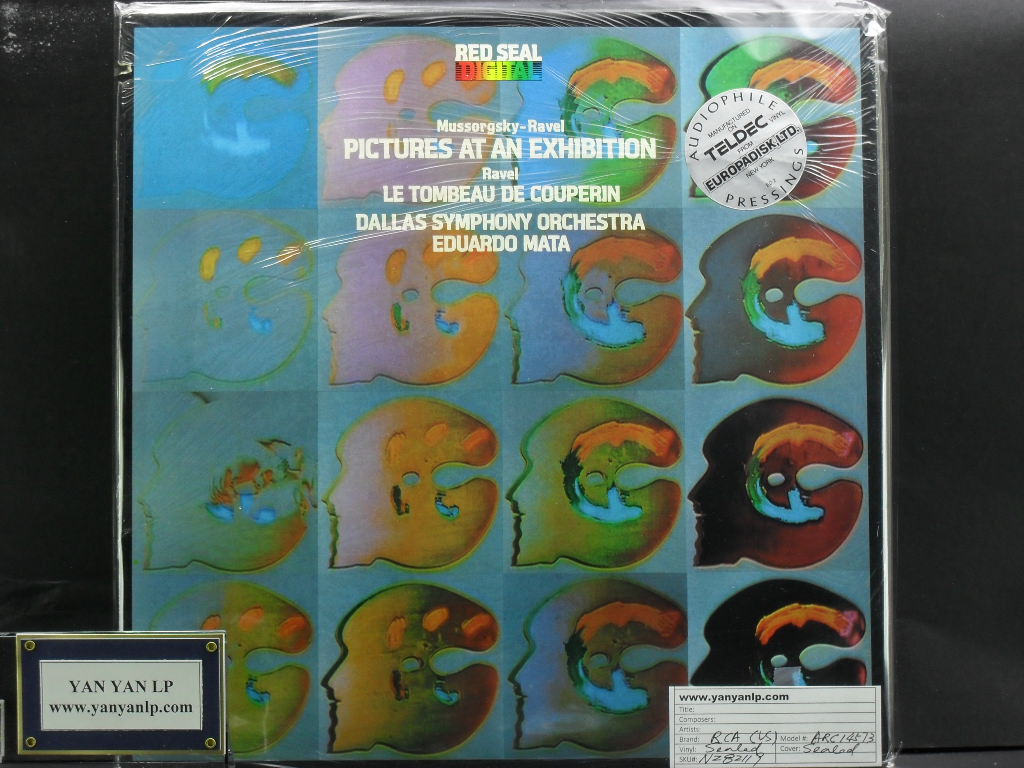 RED SEAL
DIGITAL
Mussorgsky-Ravel
PICTURES AT AN EXHIBITION
Ravel
LE TOMBEAU DE COUPERIN
DALLAS SYMPHONY ORCHESTRA
EDUARDO MATA
AUDIOPHILE
MANUFACTURED
ON TELDEC VINYL
FROM
EUROPADISK, LTD.
NEW YORK
PRESSINGS
YAN YAN LP
www.yanyanlp.com
www.yanyanlp.com
Title:
Composers:
Artists:
Brand: RCA (US) Model #: ARC14573
Vinyl: Sealed Cover: Sealed
SKU#: NZ82119